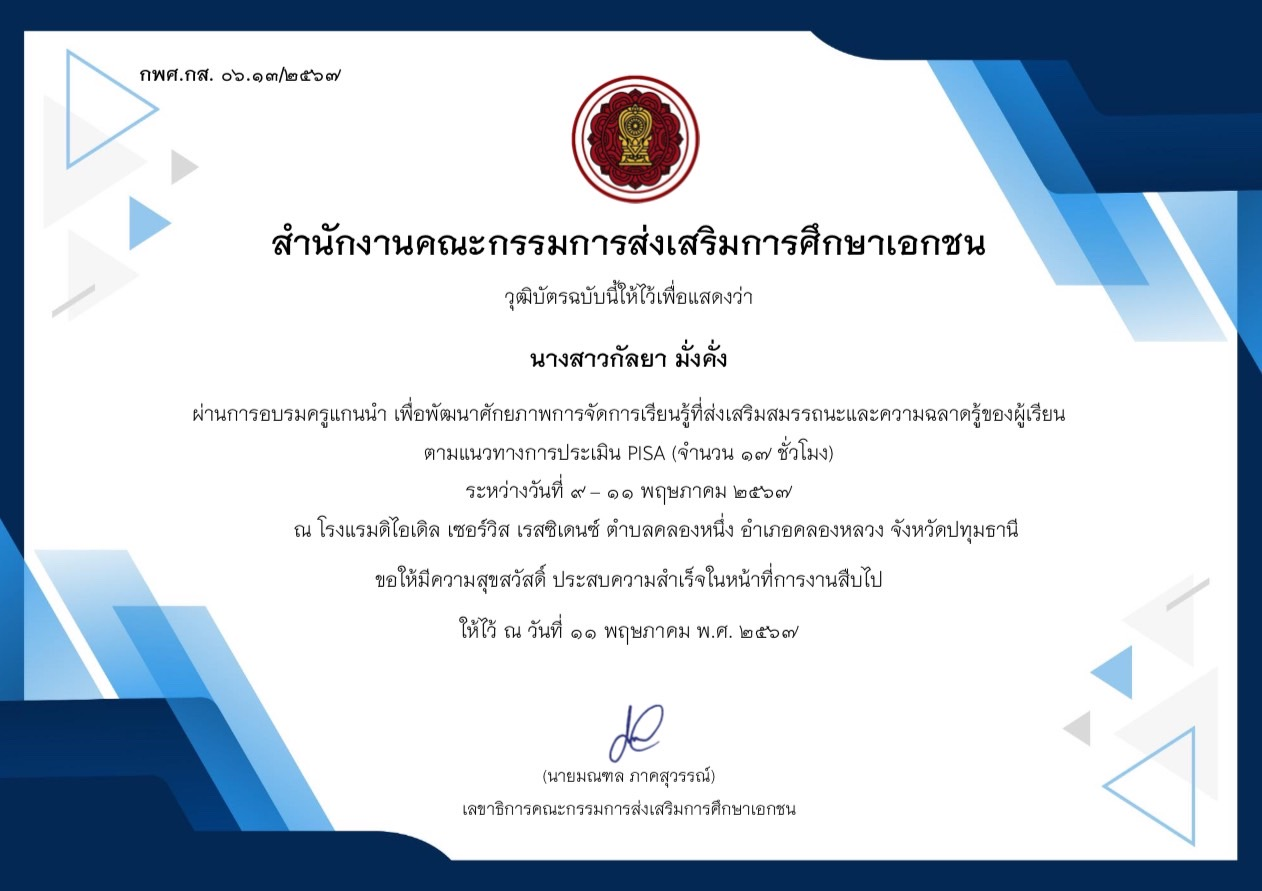 กพศ.กส. ๐๖.๑๓/๒๕๖๗
สำนักงานคณะกรรมการส่งเสริมการศึกษาเอกชน
วุฒิบัตรฉบับนี้ให้ไว้เพื่อแสดงว่า
นางสาวกัลยา มั่งคั่ง
ผ่านการอบรมครูแกนนำ เพื่อพัฒนาศักยภาพการจัดการเรียนรู้ที่ส่งเสริมสมรรถนะและความฉลาดรู้ของผู้เรียน
ตามแนวทางการประเมิน PISA (จำนวน ๑๗ ชั่วโมง)
ระหว่างวันที่ ๙ – ๑๑ พฤษภาคม ๒๕๖๗
ณ โรงแรมดิไอเดิล เซอร์วิส เรสซิเดนซ์ ตำบลคลองหนึ่ง อำเภอคลองหลวง จังหวัดปทุมธานี
ขอให้มีความสุขสวัสดิ์ ประสบความสำเร็จในหน้าที่การงานสืบไป
ให้ไว้ ณ วันที่ ๑๑ พฤษภาคม พ.ศ. ๒๕๖๗
(นายมณฑล ภาคสุวรรณ์)
เลขาธิการคณะกรรมการส่งเสริมการศึกษาเอกชน